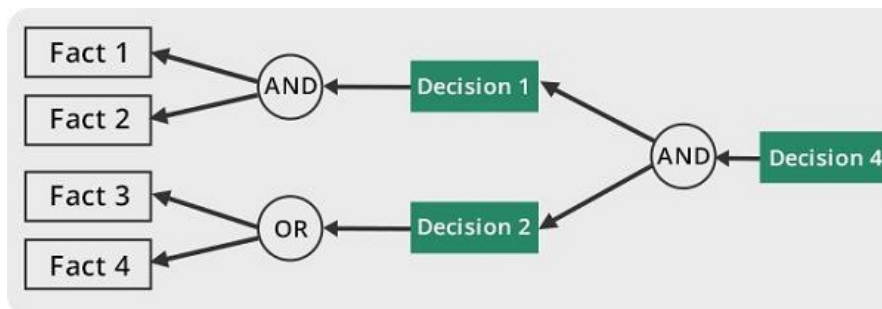 Fact 1
Fact 2
AND
Decision 1
Fact 3
Fact 4
OR
Decision 2
AND
Decision 4